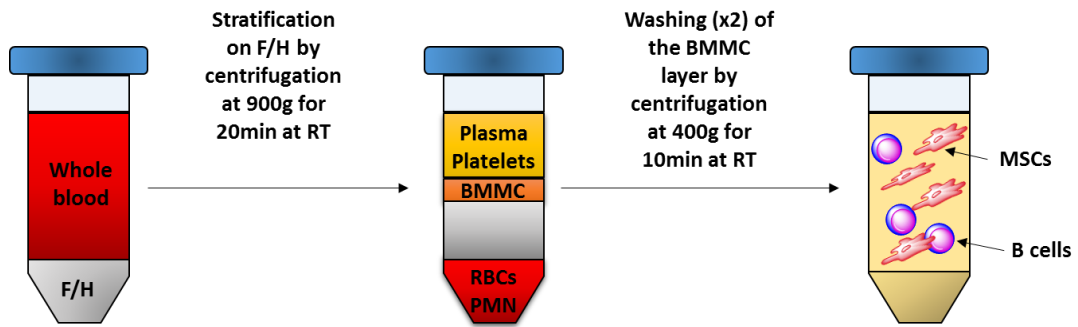 Stratification
on F/H by
centrifugation
at 900g for
20min at RT
Washing (x2) of
the BMMC
layer by
centrifugation
at 400g for
10min at RT
Whole
blood
F/H
Plasma
Platelets
BMMC
RBCs
PMN
MSCs
B cells